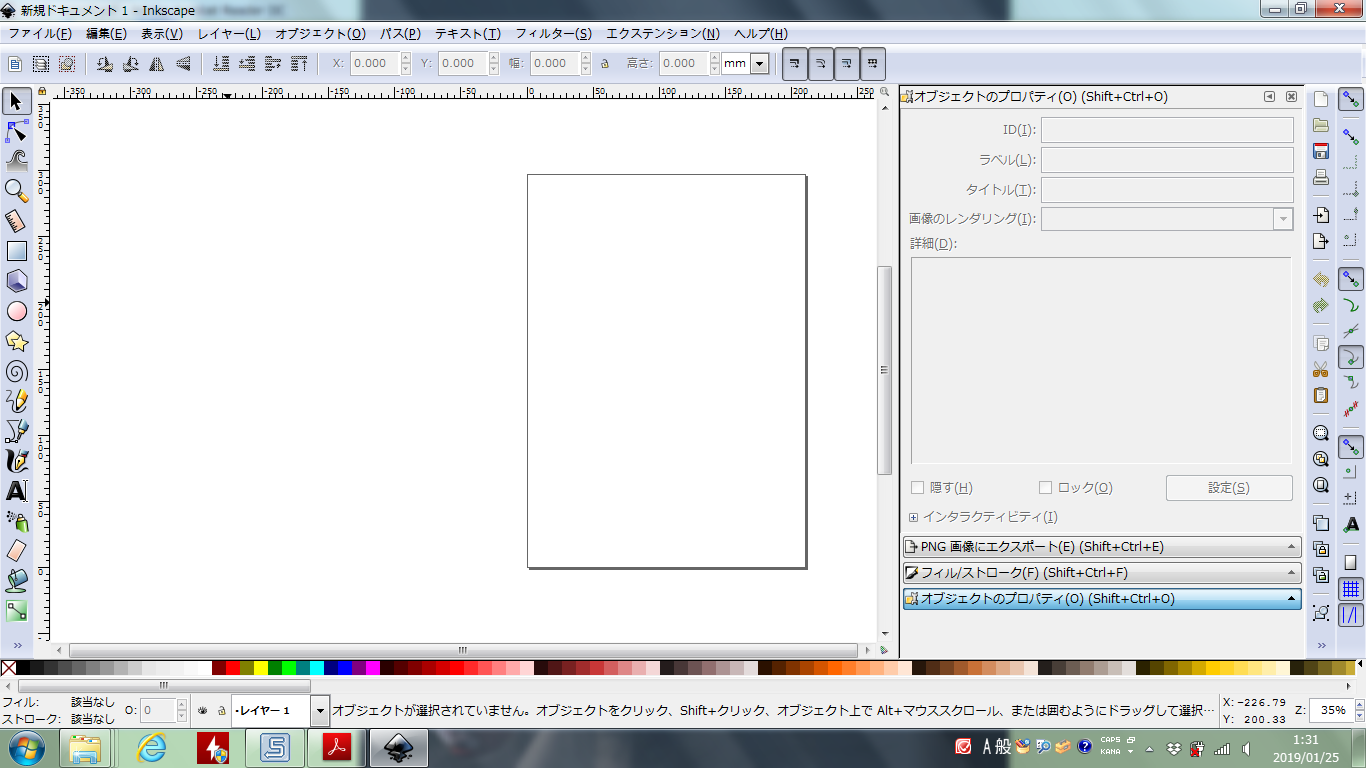 新規ドキュメント 1 - Inkscape
ファイル(F) 編集(E) 表示(V) レイヤー(L) オブジェクト(O) パス(P) テキスト(T) フィルター(S) エクステンション(N) ヘルプ(H)
X: 0.000 Y: 0.000 幅: 0.000 高さ: 0.000 mm
-350 -300 -250 -200 -150 -100 -50 0 50 100 150 200 250
350
300
250
200
150
100
50
0
オブジェクトのプロパティ(O) (Shift+Ctrl+O)
ID(I):
ラベル(L):
タイトル(T):
画像のレンダリング(I):
詳細(D):
隠す(H) ロック(O) 設定(S)
インタラクティビティ(I)
PNG 画像にエクスポート(E) (Shift+Ctrl+E)
フィル/ストローク(F) (Shift+Ctrl+F)
オブジェクトのプロパティ(O) (Shift+Ctrl+O)
フィル: 該当なし
ストローク: 該当なし
O: 0
•レイヤー 1
オブジェクトが選択されていません。オブジェクトをクリック、Shift+クリック、オブジェクト上で Alt+マウススクロール、または囲むようにドラッグして選択…
X: -226.79
Y: 200.33
Z: 35%
A 般
CAPS
KANA
1:31
2019/01/25